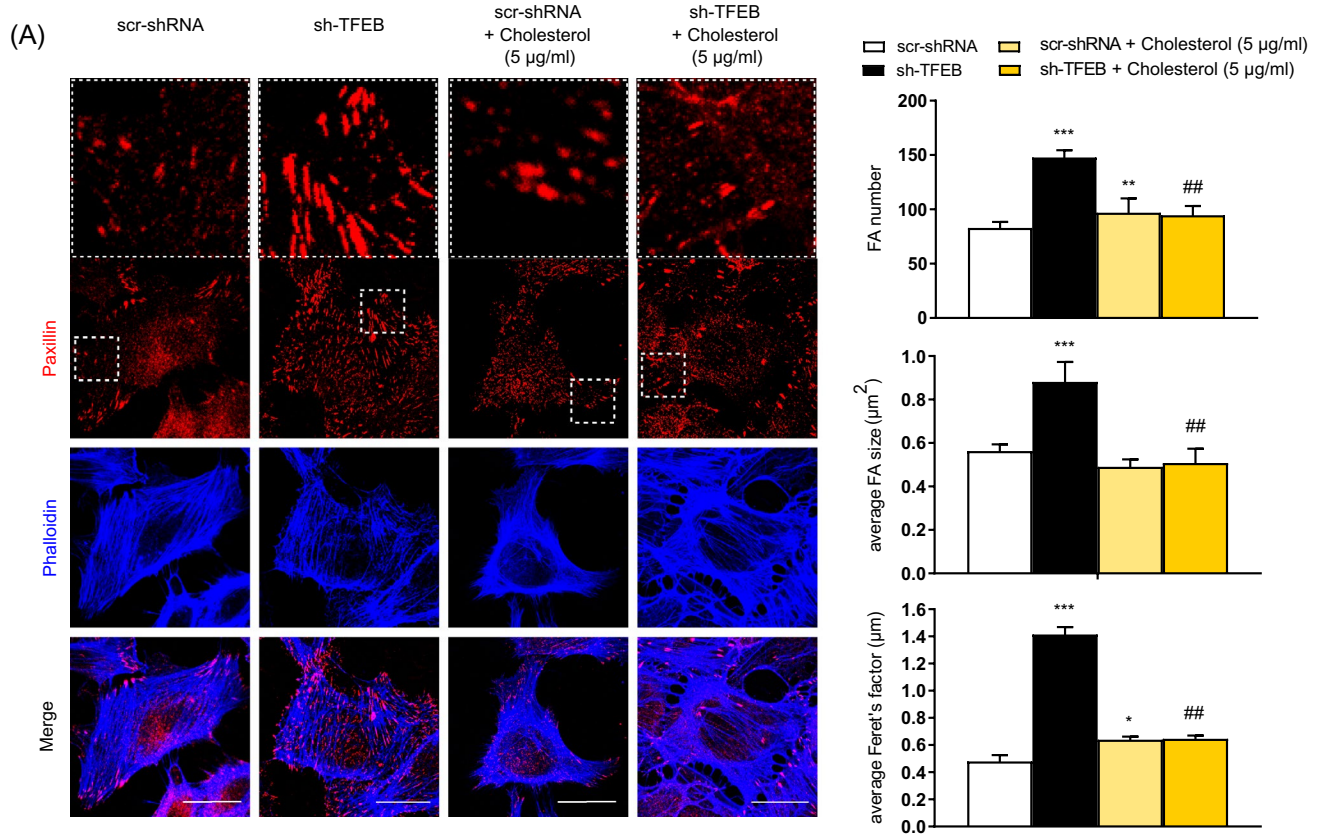 (A)
scr-shRNA
sh-TFEB
scr-shRNA
+ Cholesterol
(5 µg/ml)
sh-TFEB
+ Cholesterol
(5 µg/ml)
Paxillin
Phalloidin
Merge
scr-shRNA
scr-shRNA + Cholesterol (5 µg/ml)
sh-TFEB
sh-TFEB + Cholesterol (5 µg/ml)
FA number
200
150
100
50
0
***
**
##
average FA size (µm²)
1.0
0.8
0.6
0.4
0.2
0.0
***
##
average Feret's factor (µm)
1.6
1.4
1.2
1.0
0.8
0.6
0.4
0.2
0.0
***
*
##